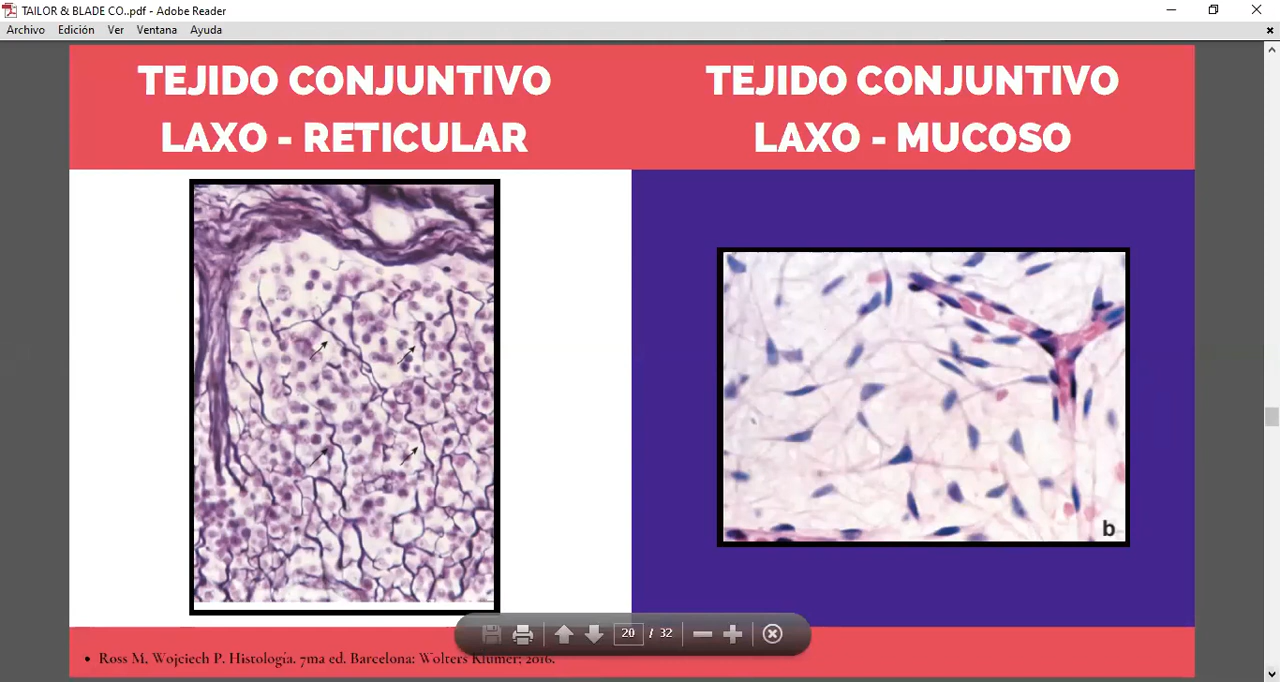 TAILOR & BLADE CO..pdf - Adobe Reader
Archivo Edición Ver Ventana Ayuda
TEJIDO CONJUNTIVO
LAXO - RETICULAR
TEJIDO CONJUNTIVO
LAXO - MUCOSO
b
20 / 32
• Ross M, Wojciech P. Histología. 7ma ed. Barcelona: Wolters Klumer; 2016.